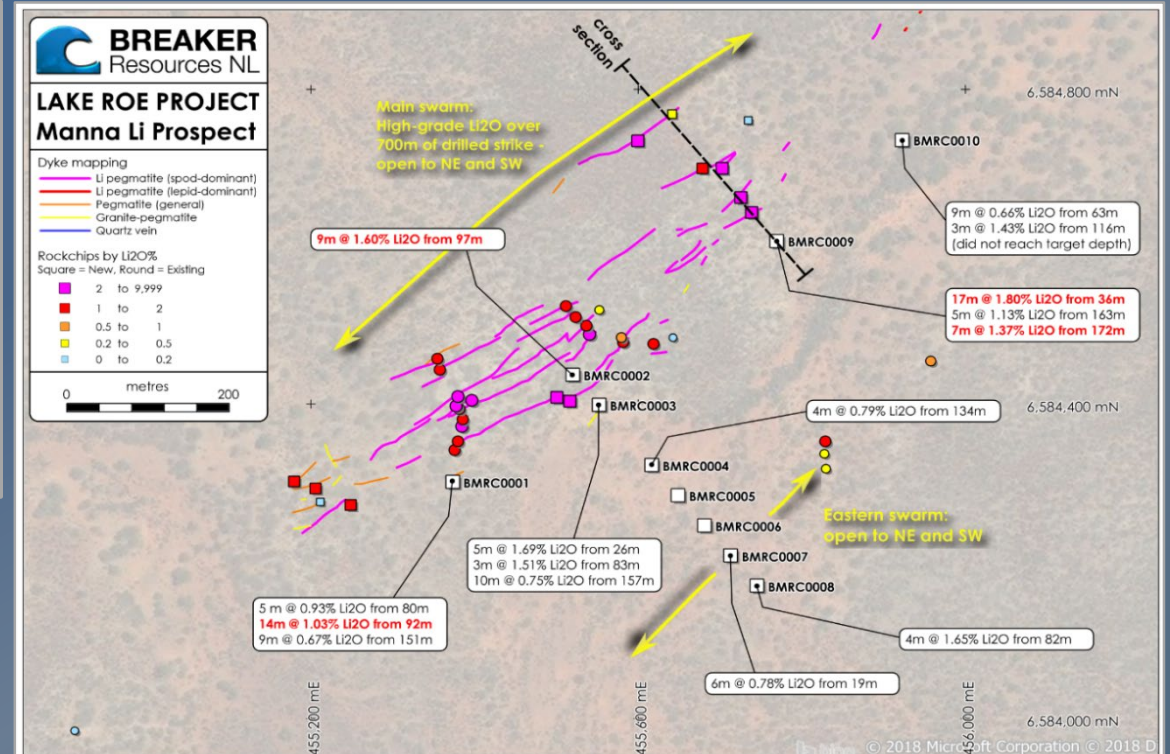 BREAKER
Resources NL
LAKE ROE PROJECT
Manna Li Prospect
Dyke mapping
Li pegmatite (spod-dominant)
Li pegmatite (lepid-dominant)
Pegmatite (general)
Granite-pegmatite
Quartz vein
Rockchips by Li2O%
Square = New, Round = Existing
2 to 9,999
1 to 2
0.5 to 1
0.2 to 0.5
0 to 0.2
metres
0 200
cross
section
Main swarm:
High-grade Li2O over
700m of drilled strike -
open to NE and SW
6,584,800 mN
BMRC0010
9m @ 0.66% Li2O from 63m
3m @ 1.43% Li2O from 116m
(did not reach target depth)
9m @ 1.60% Li2O from 97m
BMRC0009
17m @ 1.80% Li2O from 36m
5m @ 1.13% Li2O from 163m
7m @ 1.37% Li2O from 172m
BMRC0002
BMRC0003
6,584,400 mN
4m @ 0.79% Li2O from 134m
BMRC0004
BMRC0001
BMRC0005
BMRC0006
Eastern swarm:
open to NE and SW
5m @ 1.69% Li2O from 26m
3m @ 1.51% Li2O from 83m
10m @ 0.75% Li2O from 157m
BMRC0007
BMRC0008
5 m @ 0.93% Li2O from 80m
14m @ 1.03% Li2O from 92m
9m @ 0.67% Li2O from 151m
4m @ 1.65% Li2O from 82m
6m @ 0.78% Li2O from 19m
455,200 mE
455,600 mE
456,000 mE
6,584,000 mN
© 2018 Microsoft Corporation © 2018 D